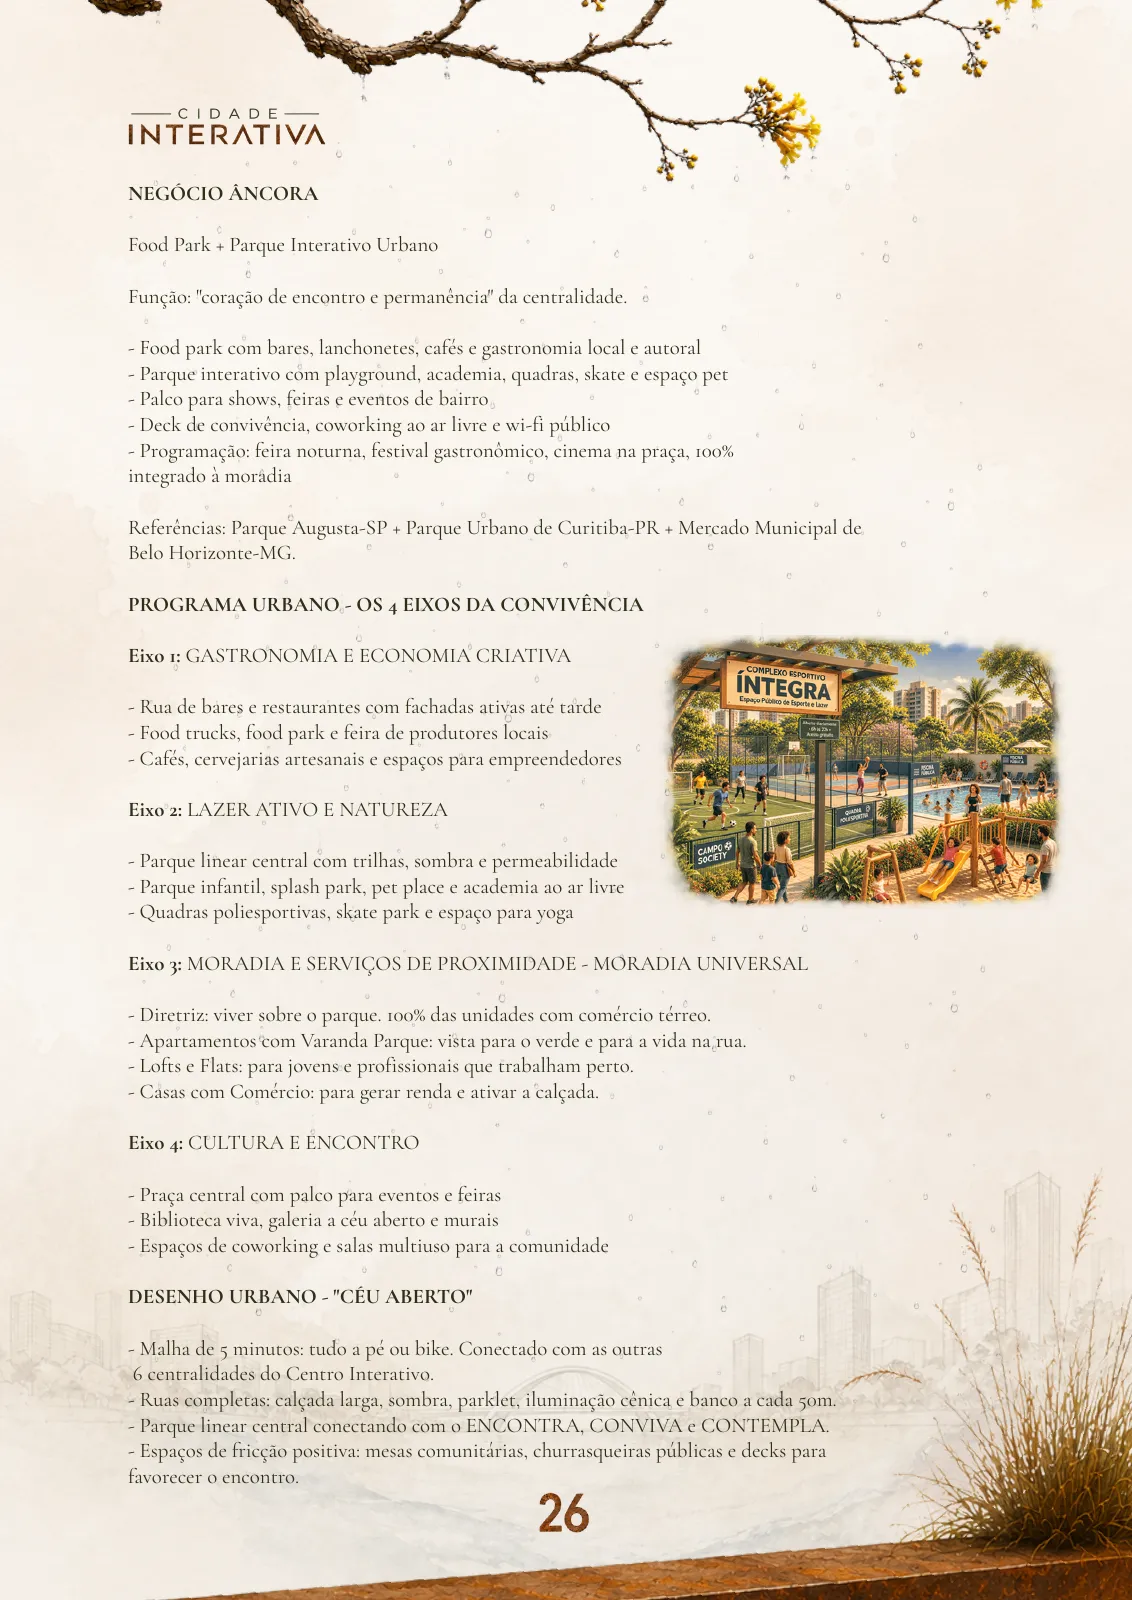 CIDADE
INTERATIVA
NEGÓCIO ÂNCORA
Food Park + Parque Interativo Urbano
Função: "coração de encontro e permanência" da centralidade.
- Food park com bares, lanchonetes, cafés e gastronomia local e autoral
- Parque interativo com playground, academia, quadras, skate e espaço pet
- Palco para shows, feiras e eventos de bairro
- Deck de convivência, coworking ao ar livre e wi-fi público
- Programação: feira noturna, festival gastronômico, cinema na praça, 100%
integrado à moradia
Referências: Parque Augusta-SP + Parque Urbano de Curitiba-PR + Mercado Municipal de
Belo Horizonte-MG.
PROGRAMA URBANO - OS 4 EIXOS DA CONVIVÊNCIA
Eixo 1: GASTRONOMIA E ECONOMIA CRIATIVA
- Rua de bares e restaurantes com fachadas ativas até tarde
- Food trucks, food park e feira de produtores locais
- Cafés, cervejarias artesanais e espaços para empreendedores
COMPLEXO ESPORTIVO
ÍNTEGRA
Espaço Público de Esporte e Lazer
PISCINA
PÚBLICA
PISCINA
PÚBLICA
QUADRA
POLIESPORTIVA
CAMPO
SOCIETY
Eixo 2: LAZER ATIVO E NATUREZA
- Parque linear central com trilhas, sombra e permeabilidade
- Parque infantil, splash park, pet place e academia ao ar livre
- Quadras poliesportivas, skate park e espaço para yoga
Eixo 3: MORADIA E SERVIÇOS DE PROXIMIDADE - MORADIA UNIVERSAL
- Diretriz: viver sobre o parque. 100% das unidades com comércio térreo.
- Apartamentos com Varanda Parque: vista para o verde e para a vida na rua.
- Lofts e Flats: para jovens e profissionais que trabalham perto.
- Casas com Comércio: para gerar renda e ativar a calçada.
Eixo 4: CULTURA E ENCONTRO
- Praça central com palco para eventos e feiras
- Biblioteca viva, galeria a céu aberto e murais
- Espaços de coworking e salas multiuso para a comunidade
DESENHO URBANO - "CÉU ABERTO"
- Malha de 5 minutos: tudo a pé ou bike. Conectado com as outras
6 centralidades do Centro Interativo.
- Ruas completas: calçada larga, sombra, parklet, iluminação cênica e banco a cada 50m.
- Parque linear central conectando com o ENCONTRA, CONVIVA e CONTEMPLA.
- Espaços de fricção positiva: mesas comunitárias, churrasqueiras públicas e decks para
favorecer o encontro.
26